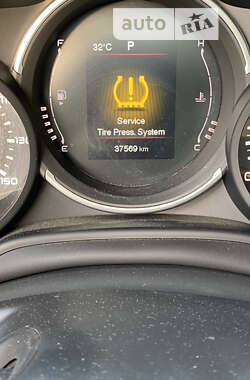 auto RIA
32°C P H
Service
Tire Press. System
37569 km
E C
130
150